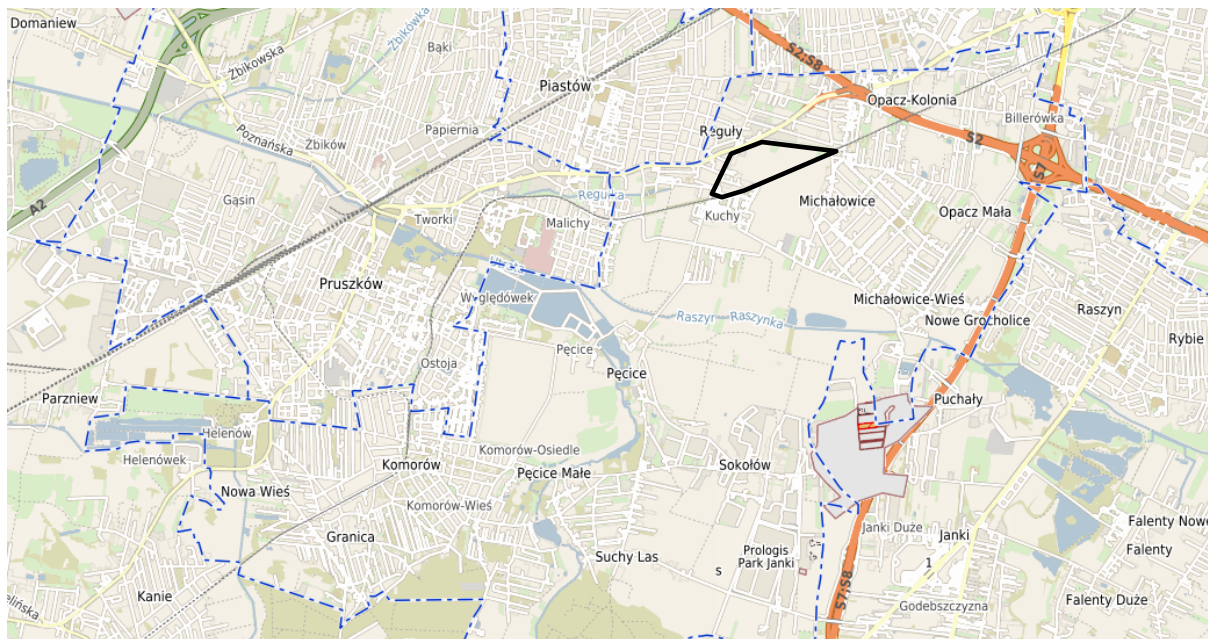 Domaniew
Żbikówka
Bąki
Żbikowska
S2;S8
Piastów
Opacz-Kolonia
Billerówka
Poznańska
Papiernia
Reguły
S2
Żbików
S7
Gąsin
Regulka
A2
Tworki
Malichy
Kuchy
Michałowice
Opacz Mała
Pruszków
Michałowice-Wieś
Raszyn
Raszynka
Raszyn
Nowe Grocholice
Rybie
Pęcice
Ostoja
Pęcice
Parzniew
Puchały
Helenów
Komorów-Osiedle
Helenówek
Komorów
Pęcice Małe
Sokołów
Nowa Wieś
Komorów-Wieś
Granica
Janki Duże
Janki
Falenty Nowe
Suchy Las
Prologis
Park Janki
Falenty
s
1
Kanie
S7;S8
Godebszczyzna
Falenty Duże